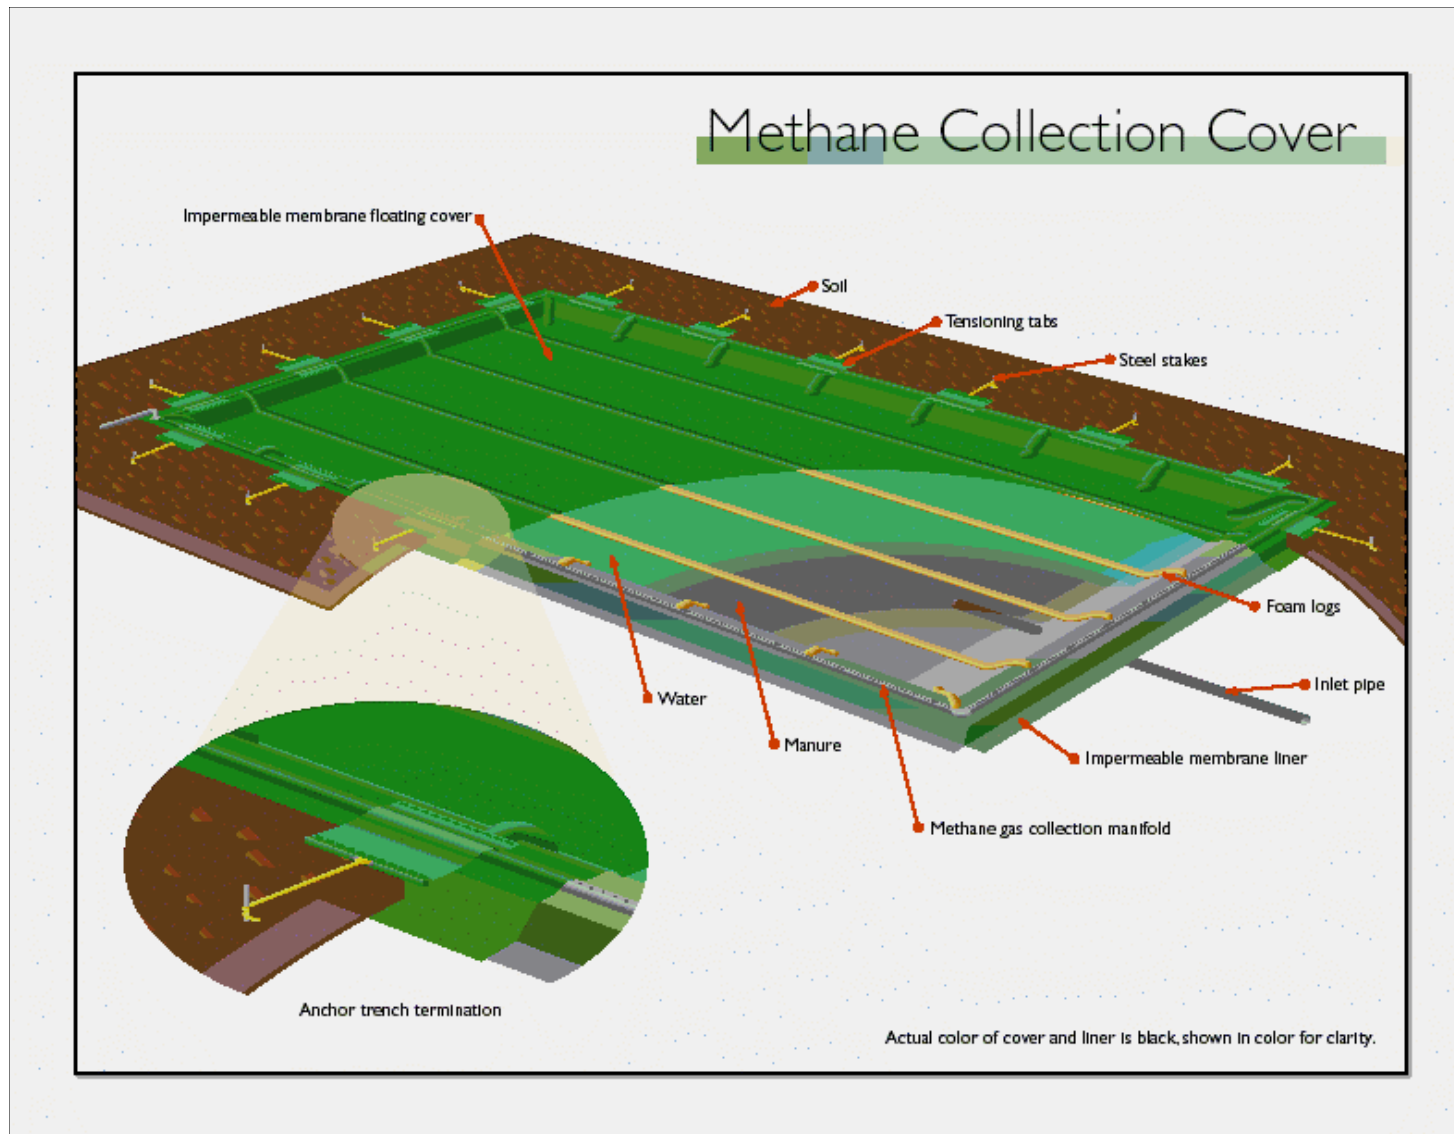 Methane Collection Cover
Impermeable membrane floating cover
Soil
Tensioning tabs
Steel stakes
Foam logs
Inlet pipe
Water
Manure
Impermeable membrane liner
Methane gas collection manifold
Anchor trench termination
Actual color of cover and liner is black, shown in color for clarity.